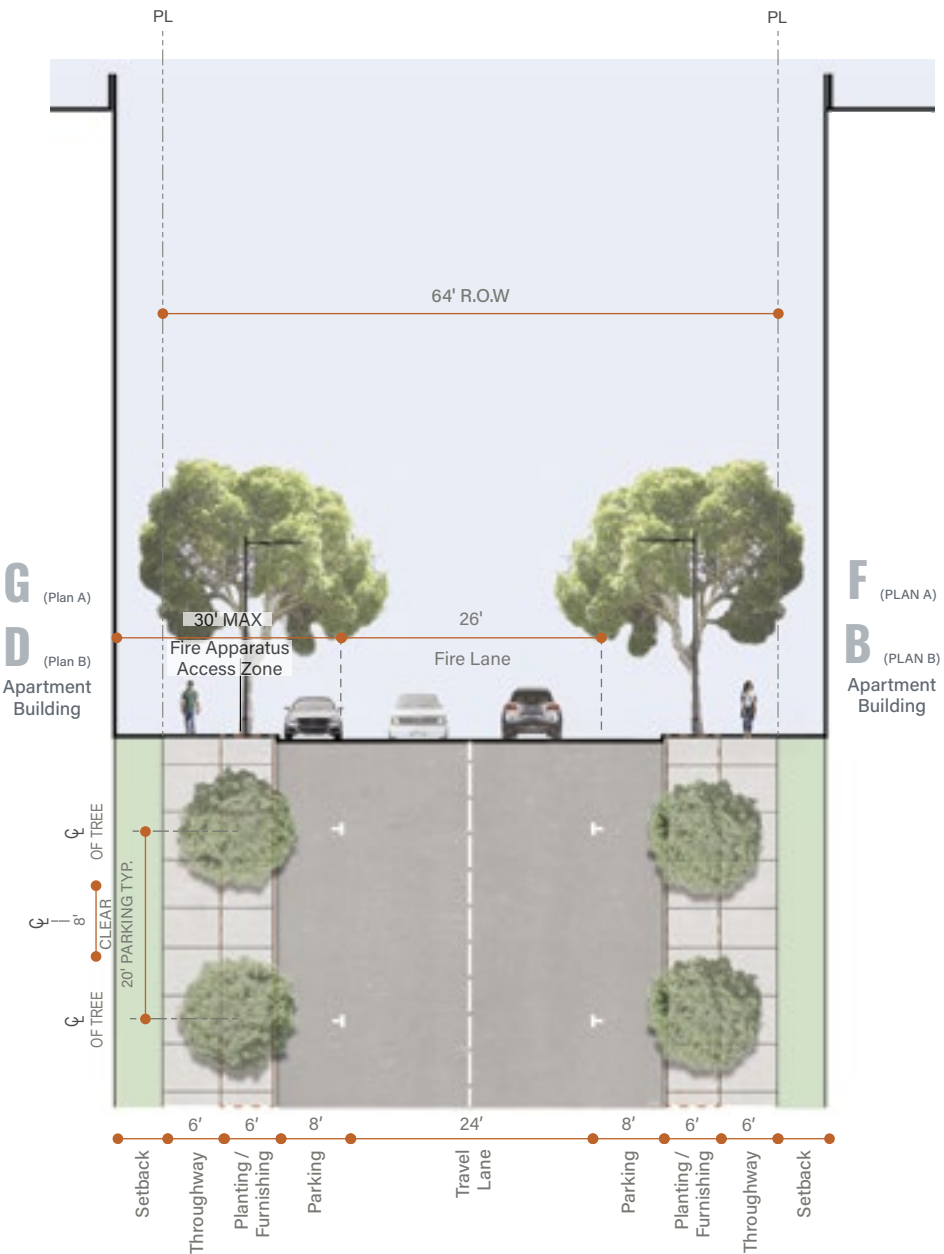 PL
PL
64' R.O.W
G (Plan A)
D (Plan B)
Apartment
Building
30' MAX
Fire Apparatus
Access Zone
26'
Fire Lane
F (PLAN A)
B (PLAN B)
Apartment
Building
℄
OF TREE
℄
8'
CLEAR
20' PARKING TYP.
℄
OF TREE
6'
6'
8'
24'
8'
6'
6'
Setback
Throughway
Planting /
Furnishing
Parking
Travel
Lane
Parking
Planting /
Furnishing
Throughway
Setback